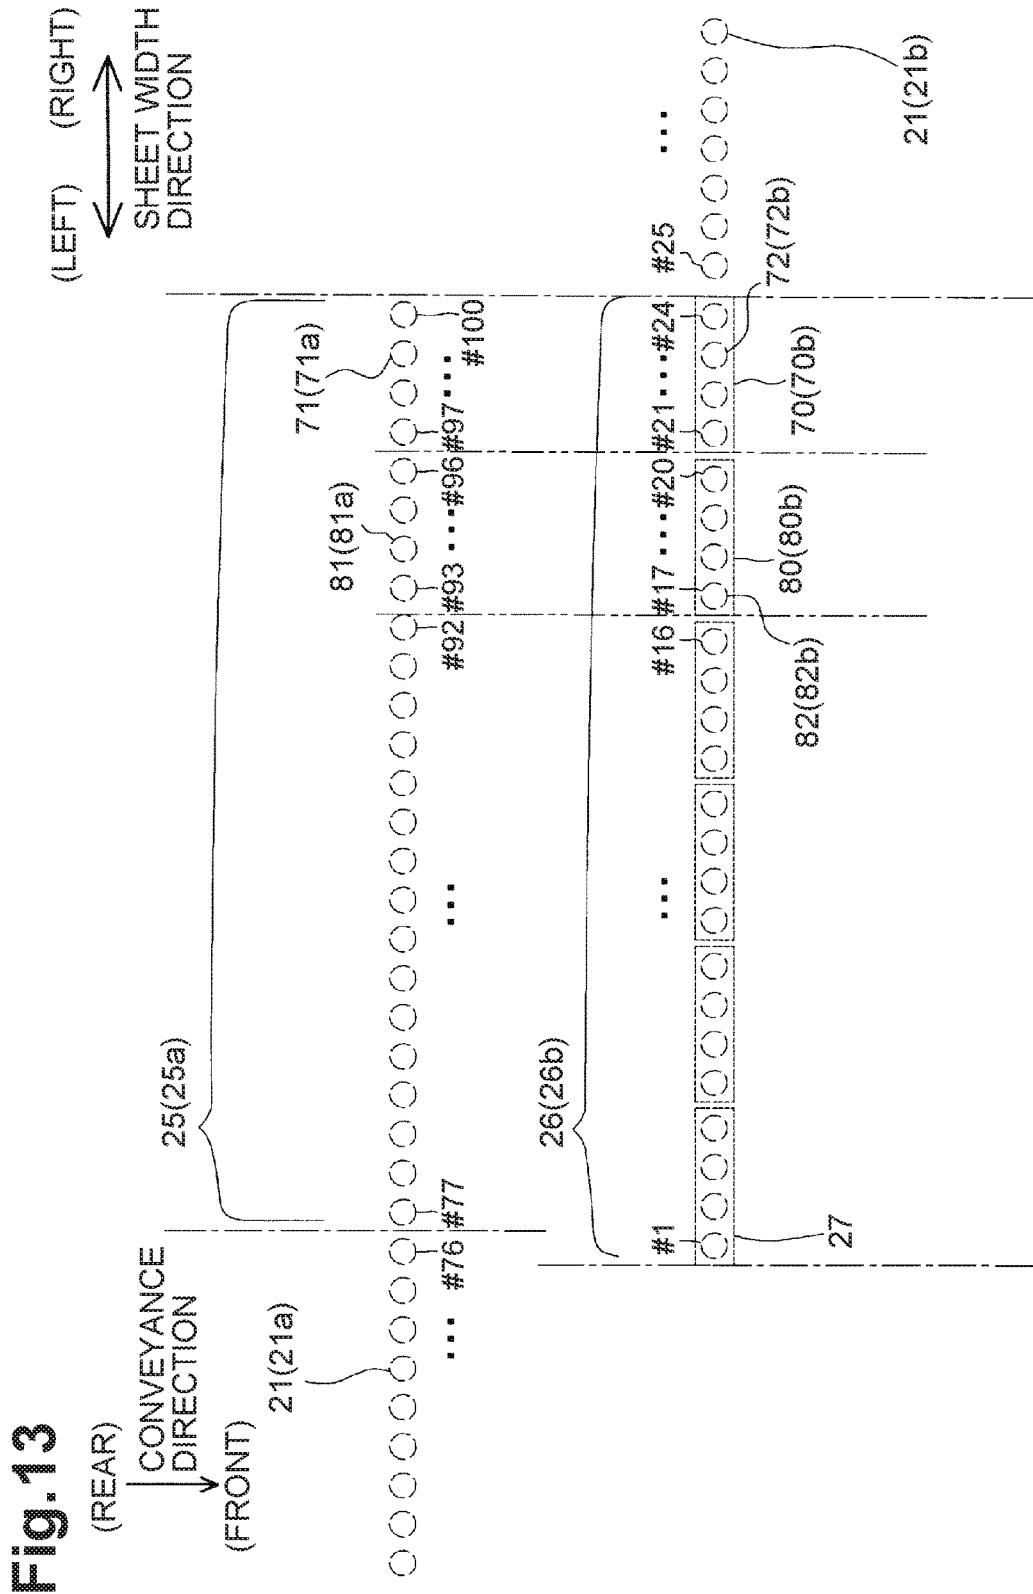 Fig.13
(REAR)
CONVEYANCE
DIRECTION
(FRONT)
(LEFT) (RIGHT)
SHEET WIDTH
DIRECTION
25(25a)
21(21a)
81(81a)
71(71a)
... #76 #77 ... #92 #93 ... #96 #97 ... #100
26(26b)
#1 ... #16 #17 ... #20 #21 ... #24 #25 ...
27
82(82b)
80(80b)
70(70b)
72(72b)
21(21b)